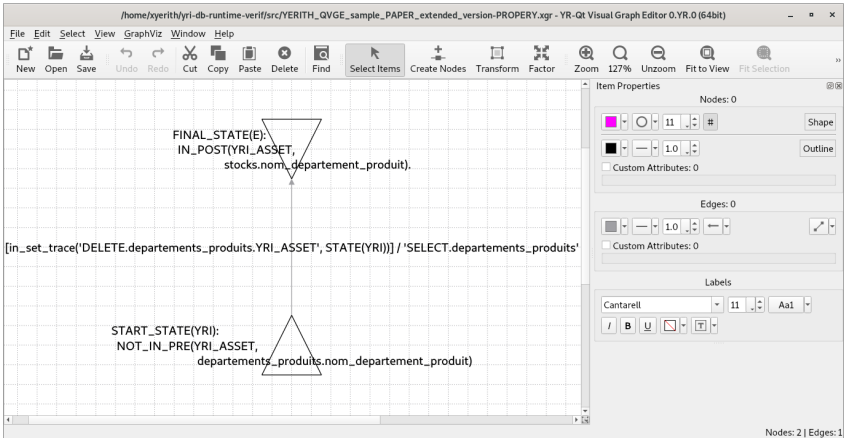 /home/xyerith/yri-db-runtime-verif/src/YERITH_QVGE_sample_PAPER_extended_version-PROPERY.xgr - YR-Qt Visual Graph Editor 0.YR.0 (64bit)
File Edit Select View GraphViz Window Help
New Open Save Undo Redo Cut Copy Paste Delete Find Select Items Create Nodes Transform Factor Zoom 127% Unzoom Fit to View Fit Selection »
Item Properties
Nodes: 0
11 # Shape
1.0 Outline
Custom Attributes: 0
Edges: 0
1.0
Custom Attributes: 0
Labels
Cantarell 11 Aa1
I B U T
FINAL_STATE(E):
IN_POST(YRI_ASSET,
stocks.nom_departement_produit).
[in_set_trace('DELETE.departements_produits.YRI_ASSET', STATE(YRI))] / 'SELECT.departements_produits'
START_STATE(YRI):
NOT_IN_PRE(YRI_ASSET,
departements_produits.nom_departement_produit)
Nodes: 2 | Edges: 1